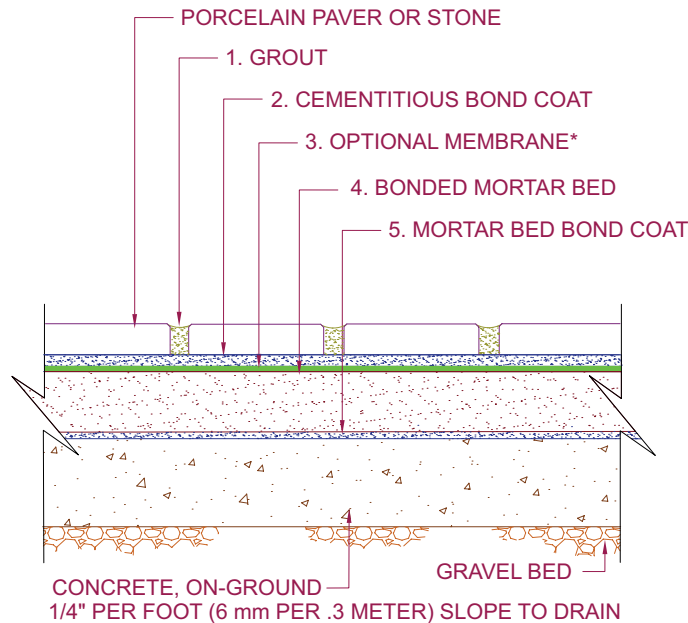 PORCELAIN PAVER OR STONE
1. GROUT
2. CEMENTITIOUS BOND COAT
3. OPTIONAL MEMBRANE*
4. BONDED MORTAR BED
5. MORTAR BED BOND COAT
GRAVEL BED
CONCRETE, ON-GROUND
1/4" PER FOOT (6 mm PER .3 METER) SLOPE TO DRAIN